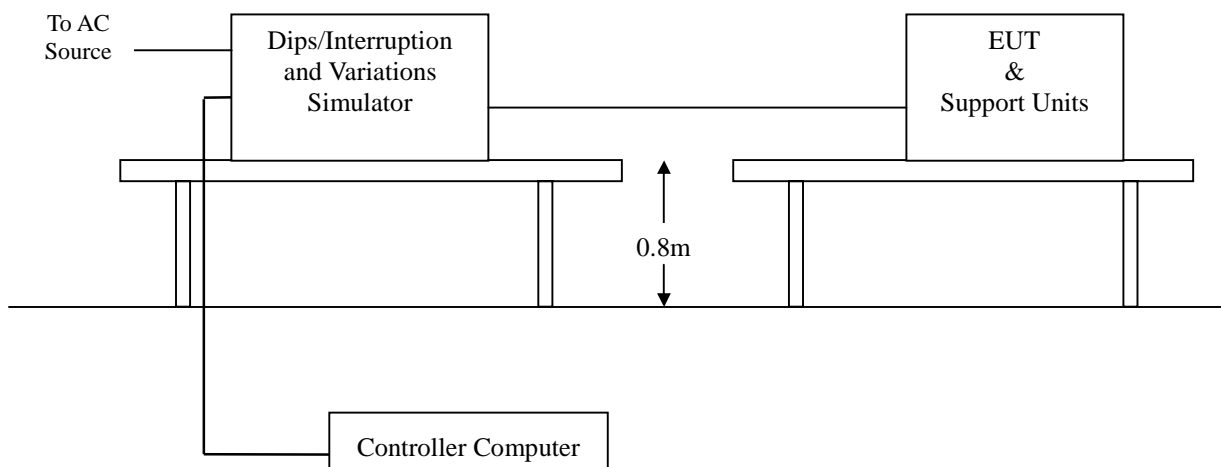 To AC
Source
Dips/Interruption
and Variations
Simulator
EUT
&
Support Units
0.8m
Controller Computer